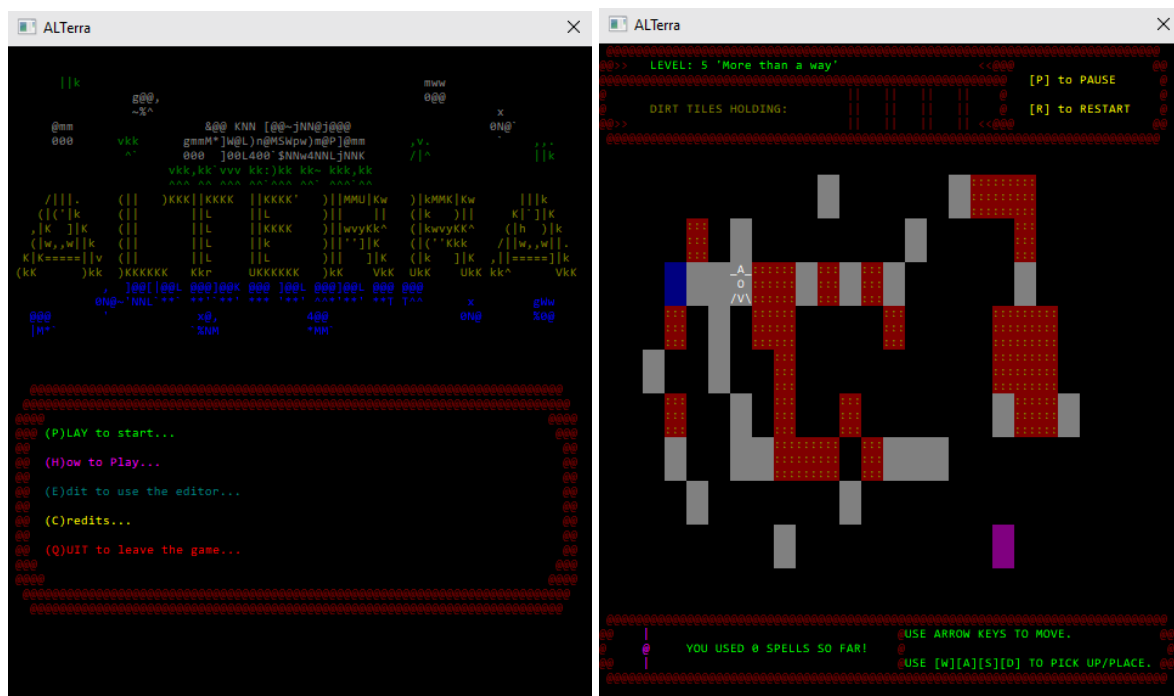 ALTerra
ALTERRA
(P)LAY to start...
(H)ow to Play...
(E)dit to use the editor...
(C)redits...
(Q)UIT to leave the game...
ALTerra
LEVEL: 5 'More than a way'
[P] to PAUSE
DIRT TILES HOLDING:
[R] to RESTART
YOU USED 0 SPELLS SO FAR!
USE ARROW KEYS TO MOVE.
USE [W][A][S][D] TO PICK UP/PLACE.